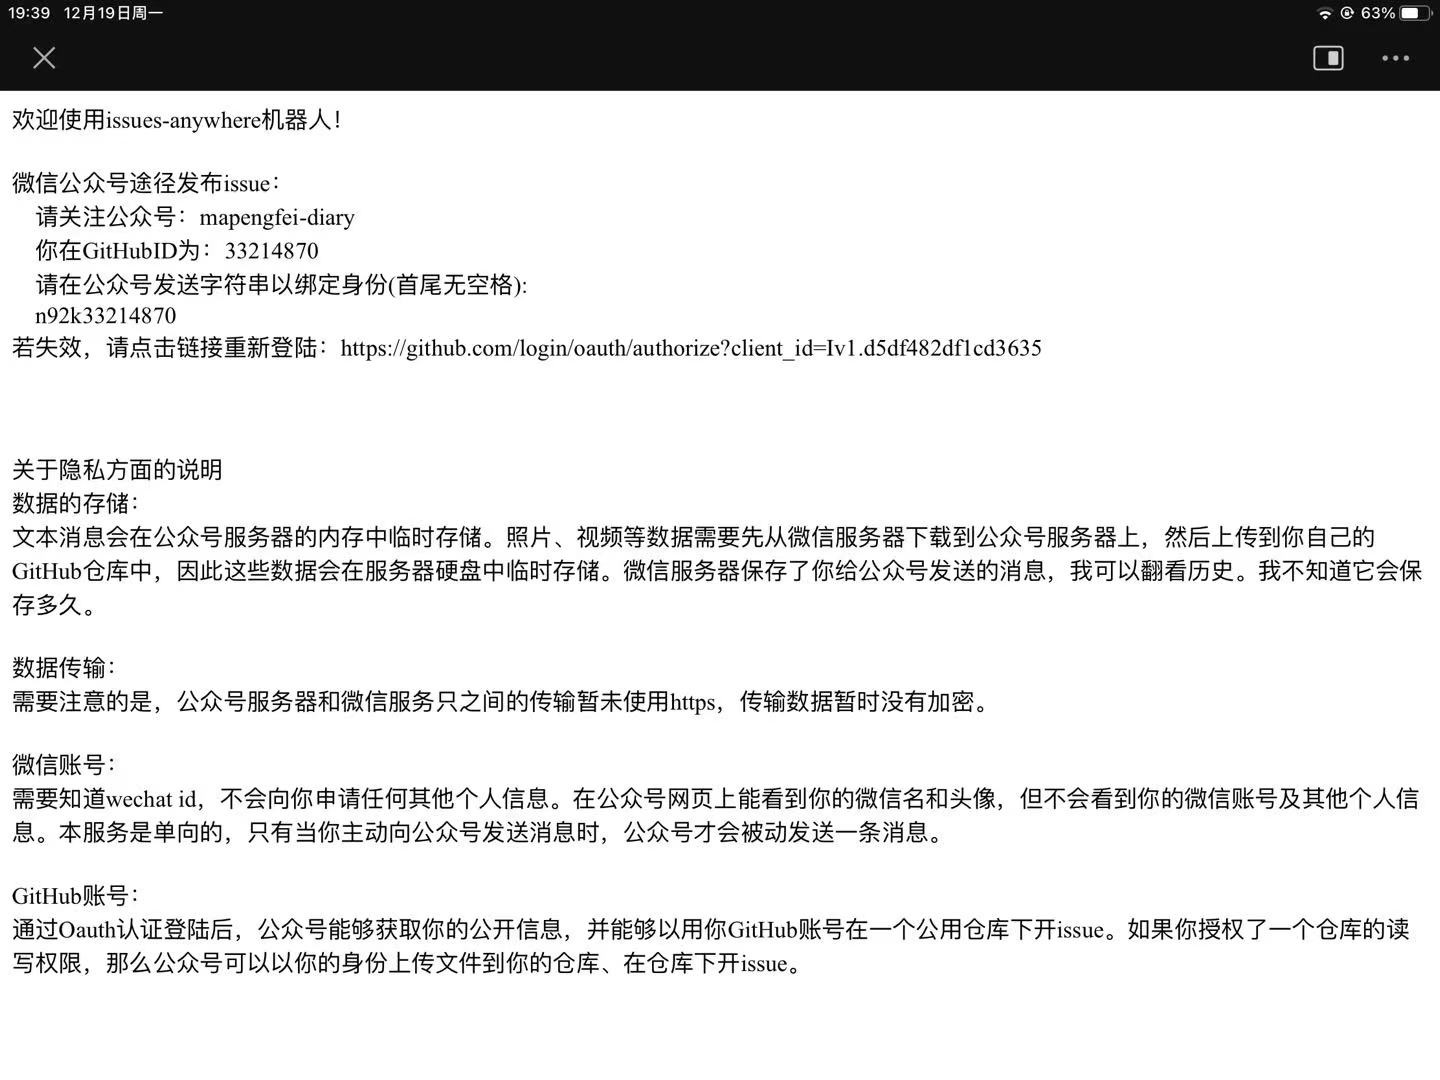 19:39 12月19日周一 63%
欢迎使用issues-anywhere机器人!
微信公众号途径发布issue:
请关注公众号：mapengfei-diary
你在GitHubID为：33214870
请在公众号发送字符串以绑定身份(首尾无空格):
n92k33214870
若失效，请点击链接重新登陆：https://github.com/login/oauth/authorize?client_id=Iv1.d5df482df1cd3635
关于隐私方面的说明
数据的存储：
文本消息会在公众号服务器的内存中临时存储。照片、视频等数据需要先从微信服务器下载到公众号服务器上，然后上传到你自己的
GitHub仓库中，因此这些数据会在服务器硬盘中临时存储。微信服务器保存了你给公众号发送的消息，我可以翻看历史。我不知道它会保
存多久。
数据传输：
需要注意的是，公众号服务器和微信服务只之间的传输暂未使用https，传输数据暂时没有加密。
微信账号：
需要知道wechat id，不会向你申请任何其他个人信息。在公众号网页上能看到你的微信名和头像，但不会看到你的微信账号及其他个人信
息。本服务是单向的，只有当你主动向公众号发送消息时，公众号才会被动发送一条消息。
GitHub账号：
通过Oauth认证登陆后，公众号能够获取你的公开信息，并能够以用你GitHub账号在一个公用仓库下开issue。如果你授权了一个仓库的读
写权限，那么公众号可以以你的身份上传文件到你的仓库、在仓库下开issue。